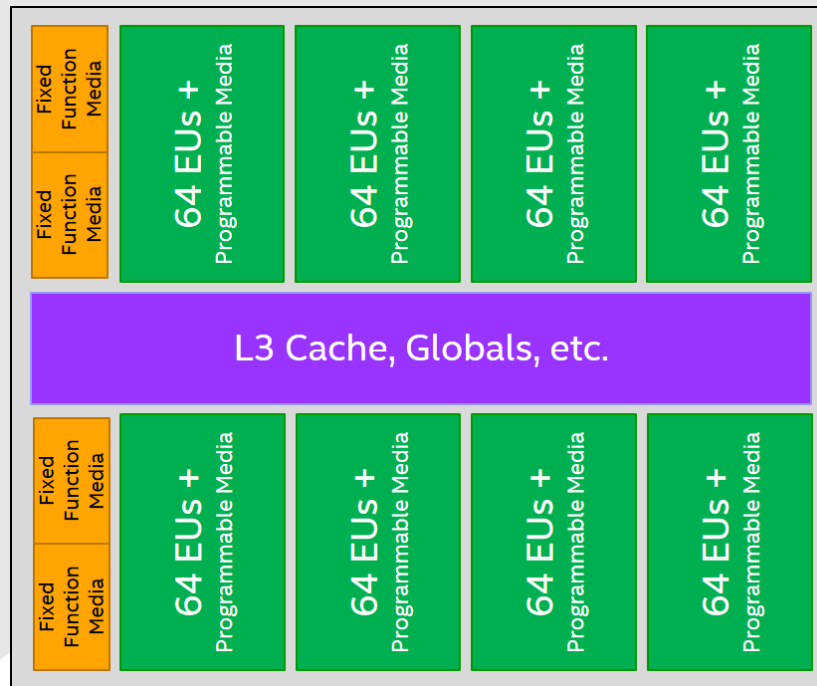 Fixed
Function
Media
Fixed
Function
Media
64 EUs +
Programmable Media
64 EUs +
Programmable Media
64 EUs +
Programmable Media
64 EUs +
Programmable Media
L3 Cache, Globals, etc.
Fixed
Function
Media
Fixed
Function
Media
64 EUs +
Programmable Media
64 EUs +
Programmable Media
64 EUs +
Programmable Media
64 EUs +
Programmable Media